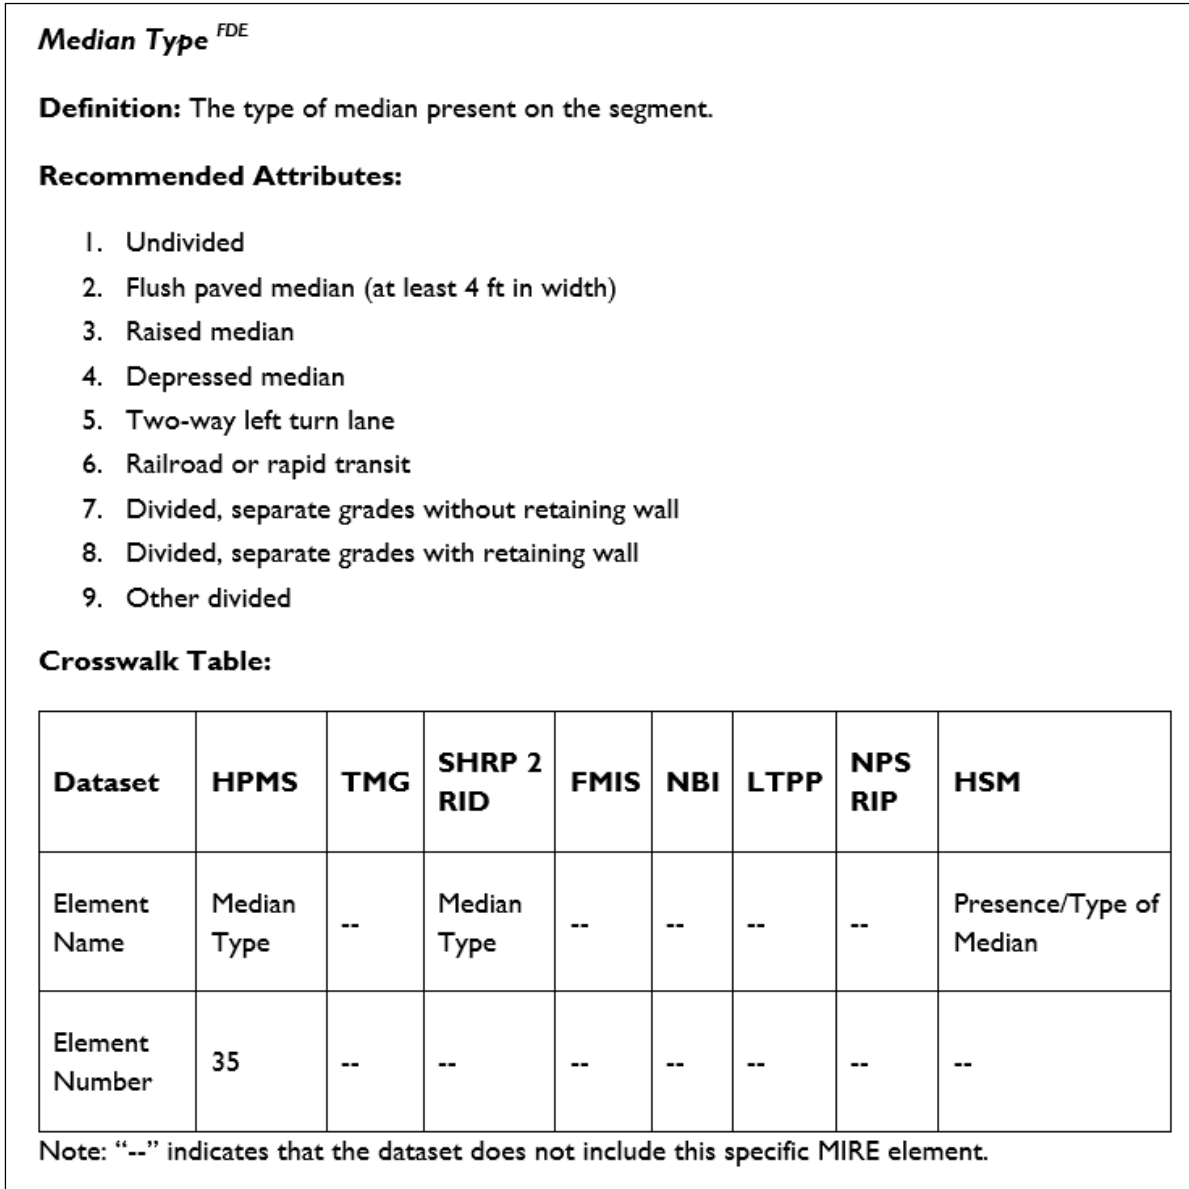 Median Type FDE
Definition: The type of median present on the segment.
Recommended Attributes:
1. Undivided
2. Flush paved median (at least 4 ft in width)
3. Raised median
4. Depressed median
5. Two-way left turn lane
6. Railroad or rapid transit
7. Divided, separate grades without retaining wall
8. Divided, separate grades with retaining wall
9. Other divided
Crosswalk Table:
Dataset HPMS TMG SHRP 2 RID FMIS NBI LTPP NPS RIP HSM
Element Name Median Type -- Median Type -- -- -- -- Presence/Type of Median
Element Number 35 -- -- -- -- -- -- --
Note: “--” indicates that the dataset does not include this specific MIRE element.